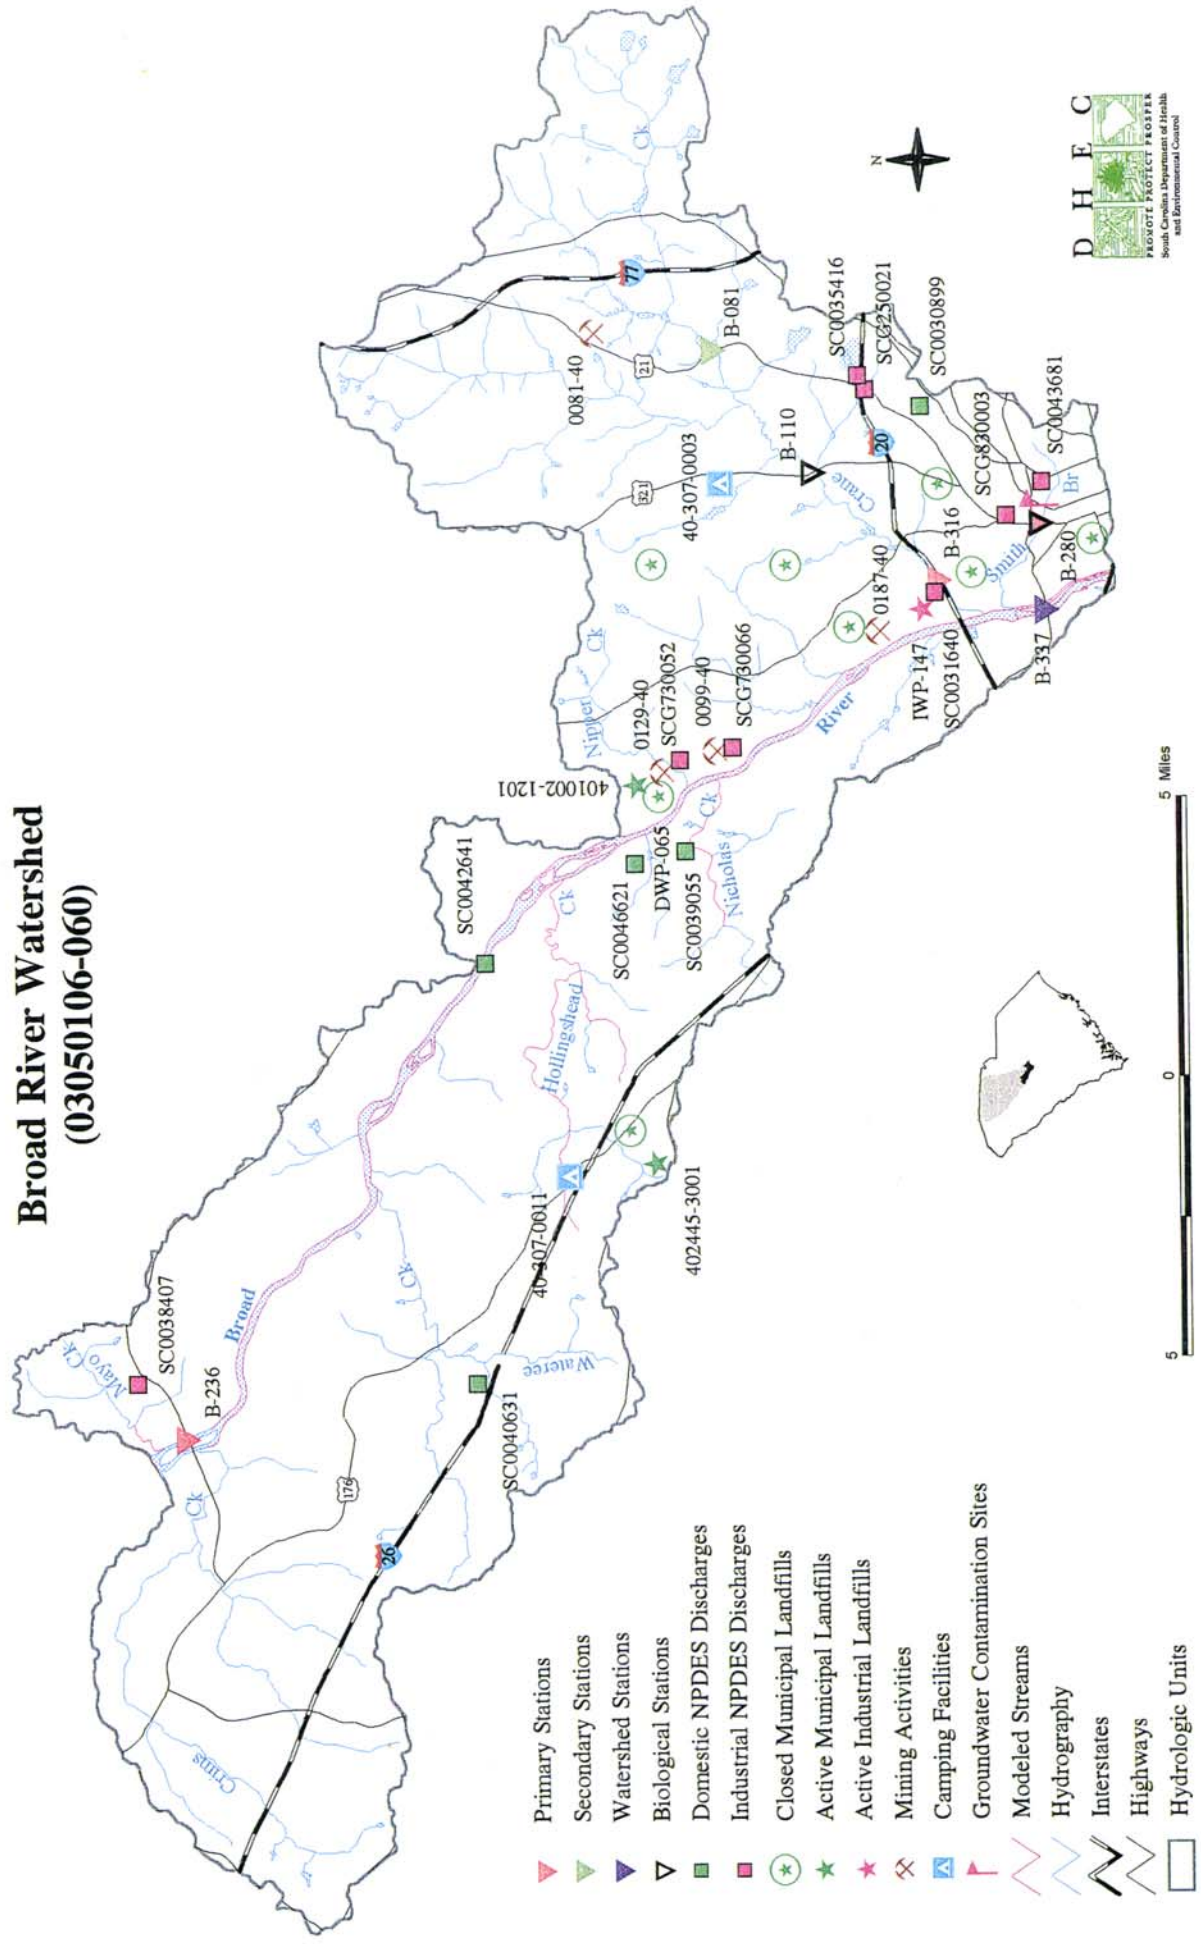 Broad River Watershed
(03050106-060)
Mayo Ck
SC0038407
B-236
Broad
Ck
Crims
176
26
SC0040631
Wateree
Ck
40-307-0011
402445-3001
Hollingshead
Ck
SC0042641
SC0046621
DWP-065
SC0039055
Nicholas
Ck
401002-1201
0129-40
SCG730052
0099-40
SCG730066
Nipper
Ck
River
0187-40
IWP-147
SC0031640
B-316
B-337
B-280
Smith
Br
SCG830003
SC0043681
SC0030899
SCG250021
SC0035416
20
Crane
B-110
40-307-0003
321
0081-40
21
B-081
77
Ck
N
D H E C
PROMOTE PROTECT PROSPER
South Carolina Department of Health
and Environmental Control
Primary Stations
Secondary Stations
Watershed Stations
Biological Stations
Domestic NPDES Discharges
Industrial NPDES Discharges
Closed Municipal Landfills
Active Municipal Landfills
Active Industrial Landfills
Mining Activities
Camping Facilities
Groundwater Contamination Sites
Modeled Streams
Hydrography
Interstates
Highways
Hydrologic Units
5 0 5 Miles